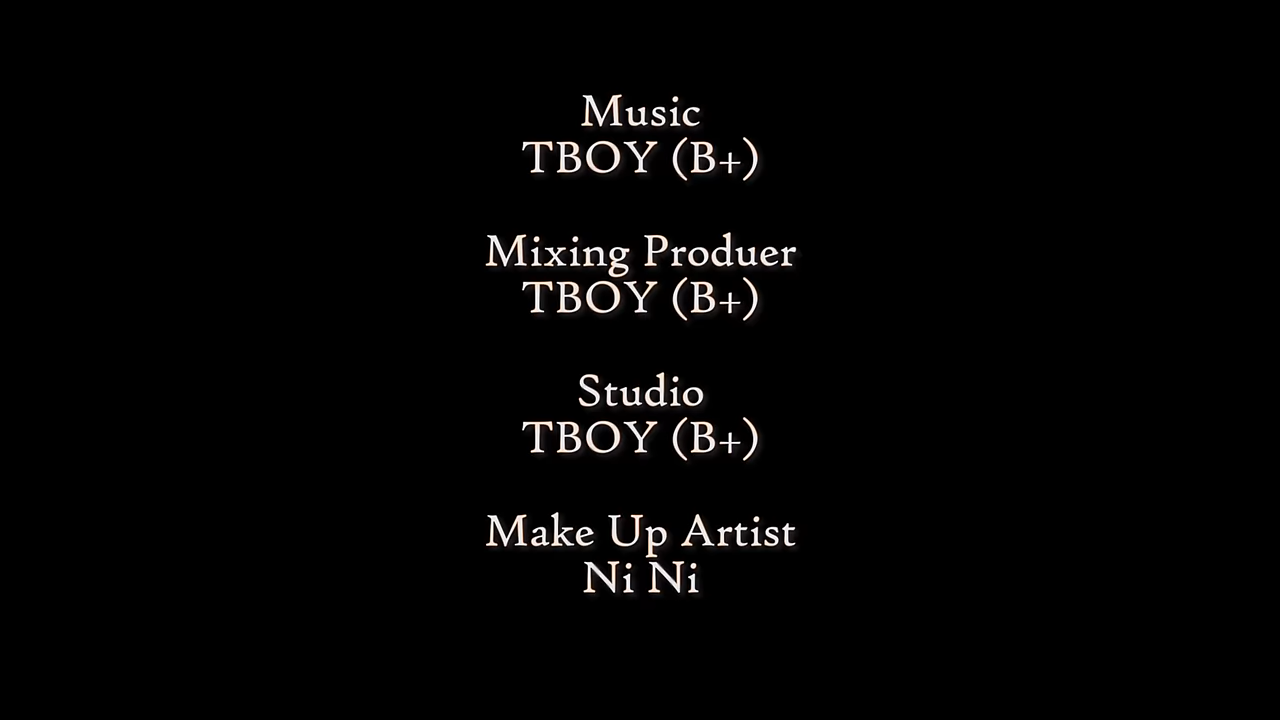 Music
TBOY (B+)
Mixing Produer
TBOY (B+)
Studio
TBOY (B+)
Make Up Artist
Ni Ni